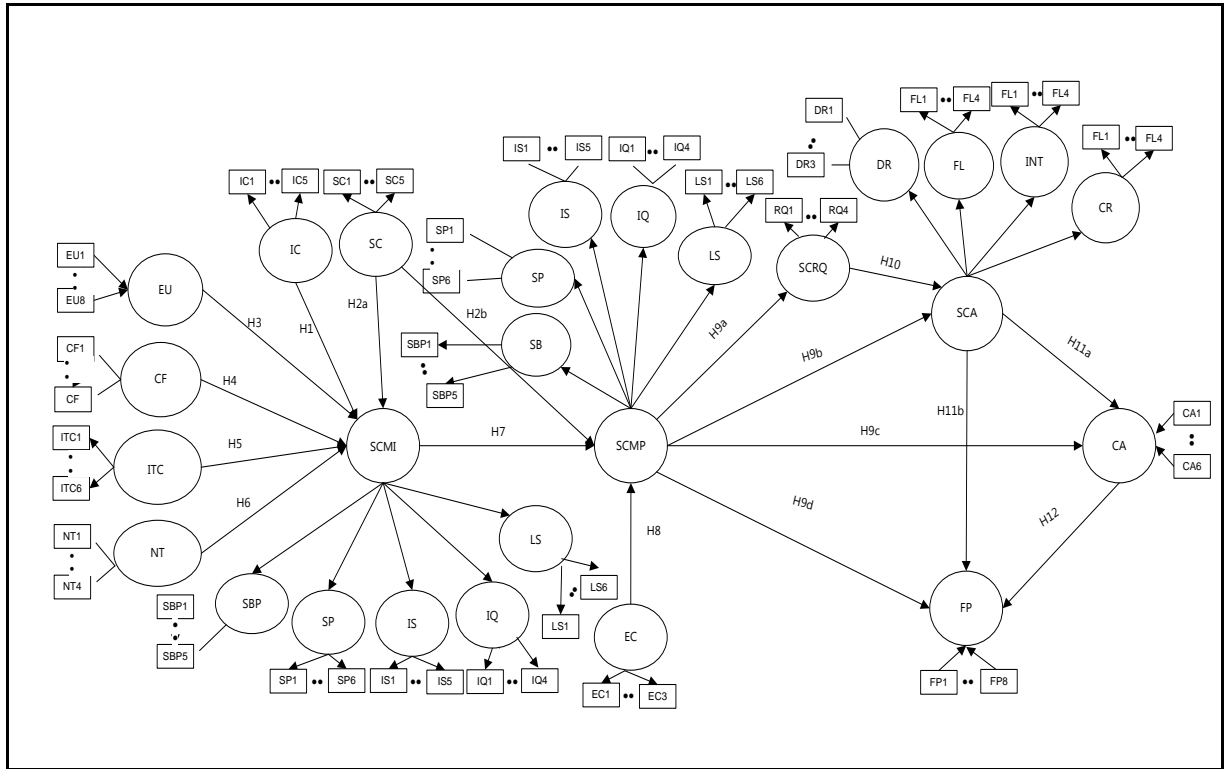 DR1
FL1 •• FL4
FL1 •• FL4
DR3
DR
FL
INT
FL1 •• FL4
CR
IS1 •• IS5
IQ1 •• IQ4
IS
IQ
LS1 •• LS6
LS
IC1 •• IC5
SC1 •• SC5
IC
SC
RQ1 •• RQ4
SCRQ
H10
SP1
SP6
SP
EU1
EU8
EU
H3
H1
H2a
H2b
SBP1
SBP5
SB
H9a
H9b
SCA
H11a
H11b
CF1
CF
CF
H4
ITC1
ITC6
ITC
H5
NT1
NT4
NT
H6
SCMI
H7
SCMP
H9c
CA
CA1
CA6
H9d
H12
H8
SBP1
SBP5
SBP
SP
SP1 •• SP6
IS
IS1 •• IS5
IQ
IQ1 •• IQ4
LS
LS6
LS1
EC
EC1 •• EC3
FP
FP1 •• FP8